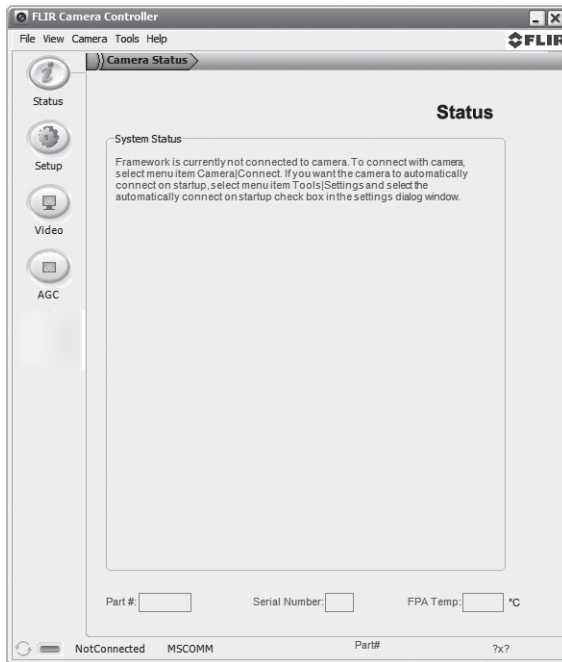 FLIR Camera Controller
File View Camera Tools Help
FLIR
Camera Status
Status
Setup
Video
AGC
Status
System Status
Framework is currently not connected to camera. To connect with camera,
select menu item Camera|Connect. If you want the camera to automatically
connect on startup, select menu item Tools|Settings and select the
automatically connect on startup check box in the settings dialog window.
Part #:
Serial Number:
FPA Temp:
°C
NotConnected
MSCOMM
Part#
?x?